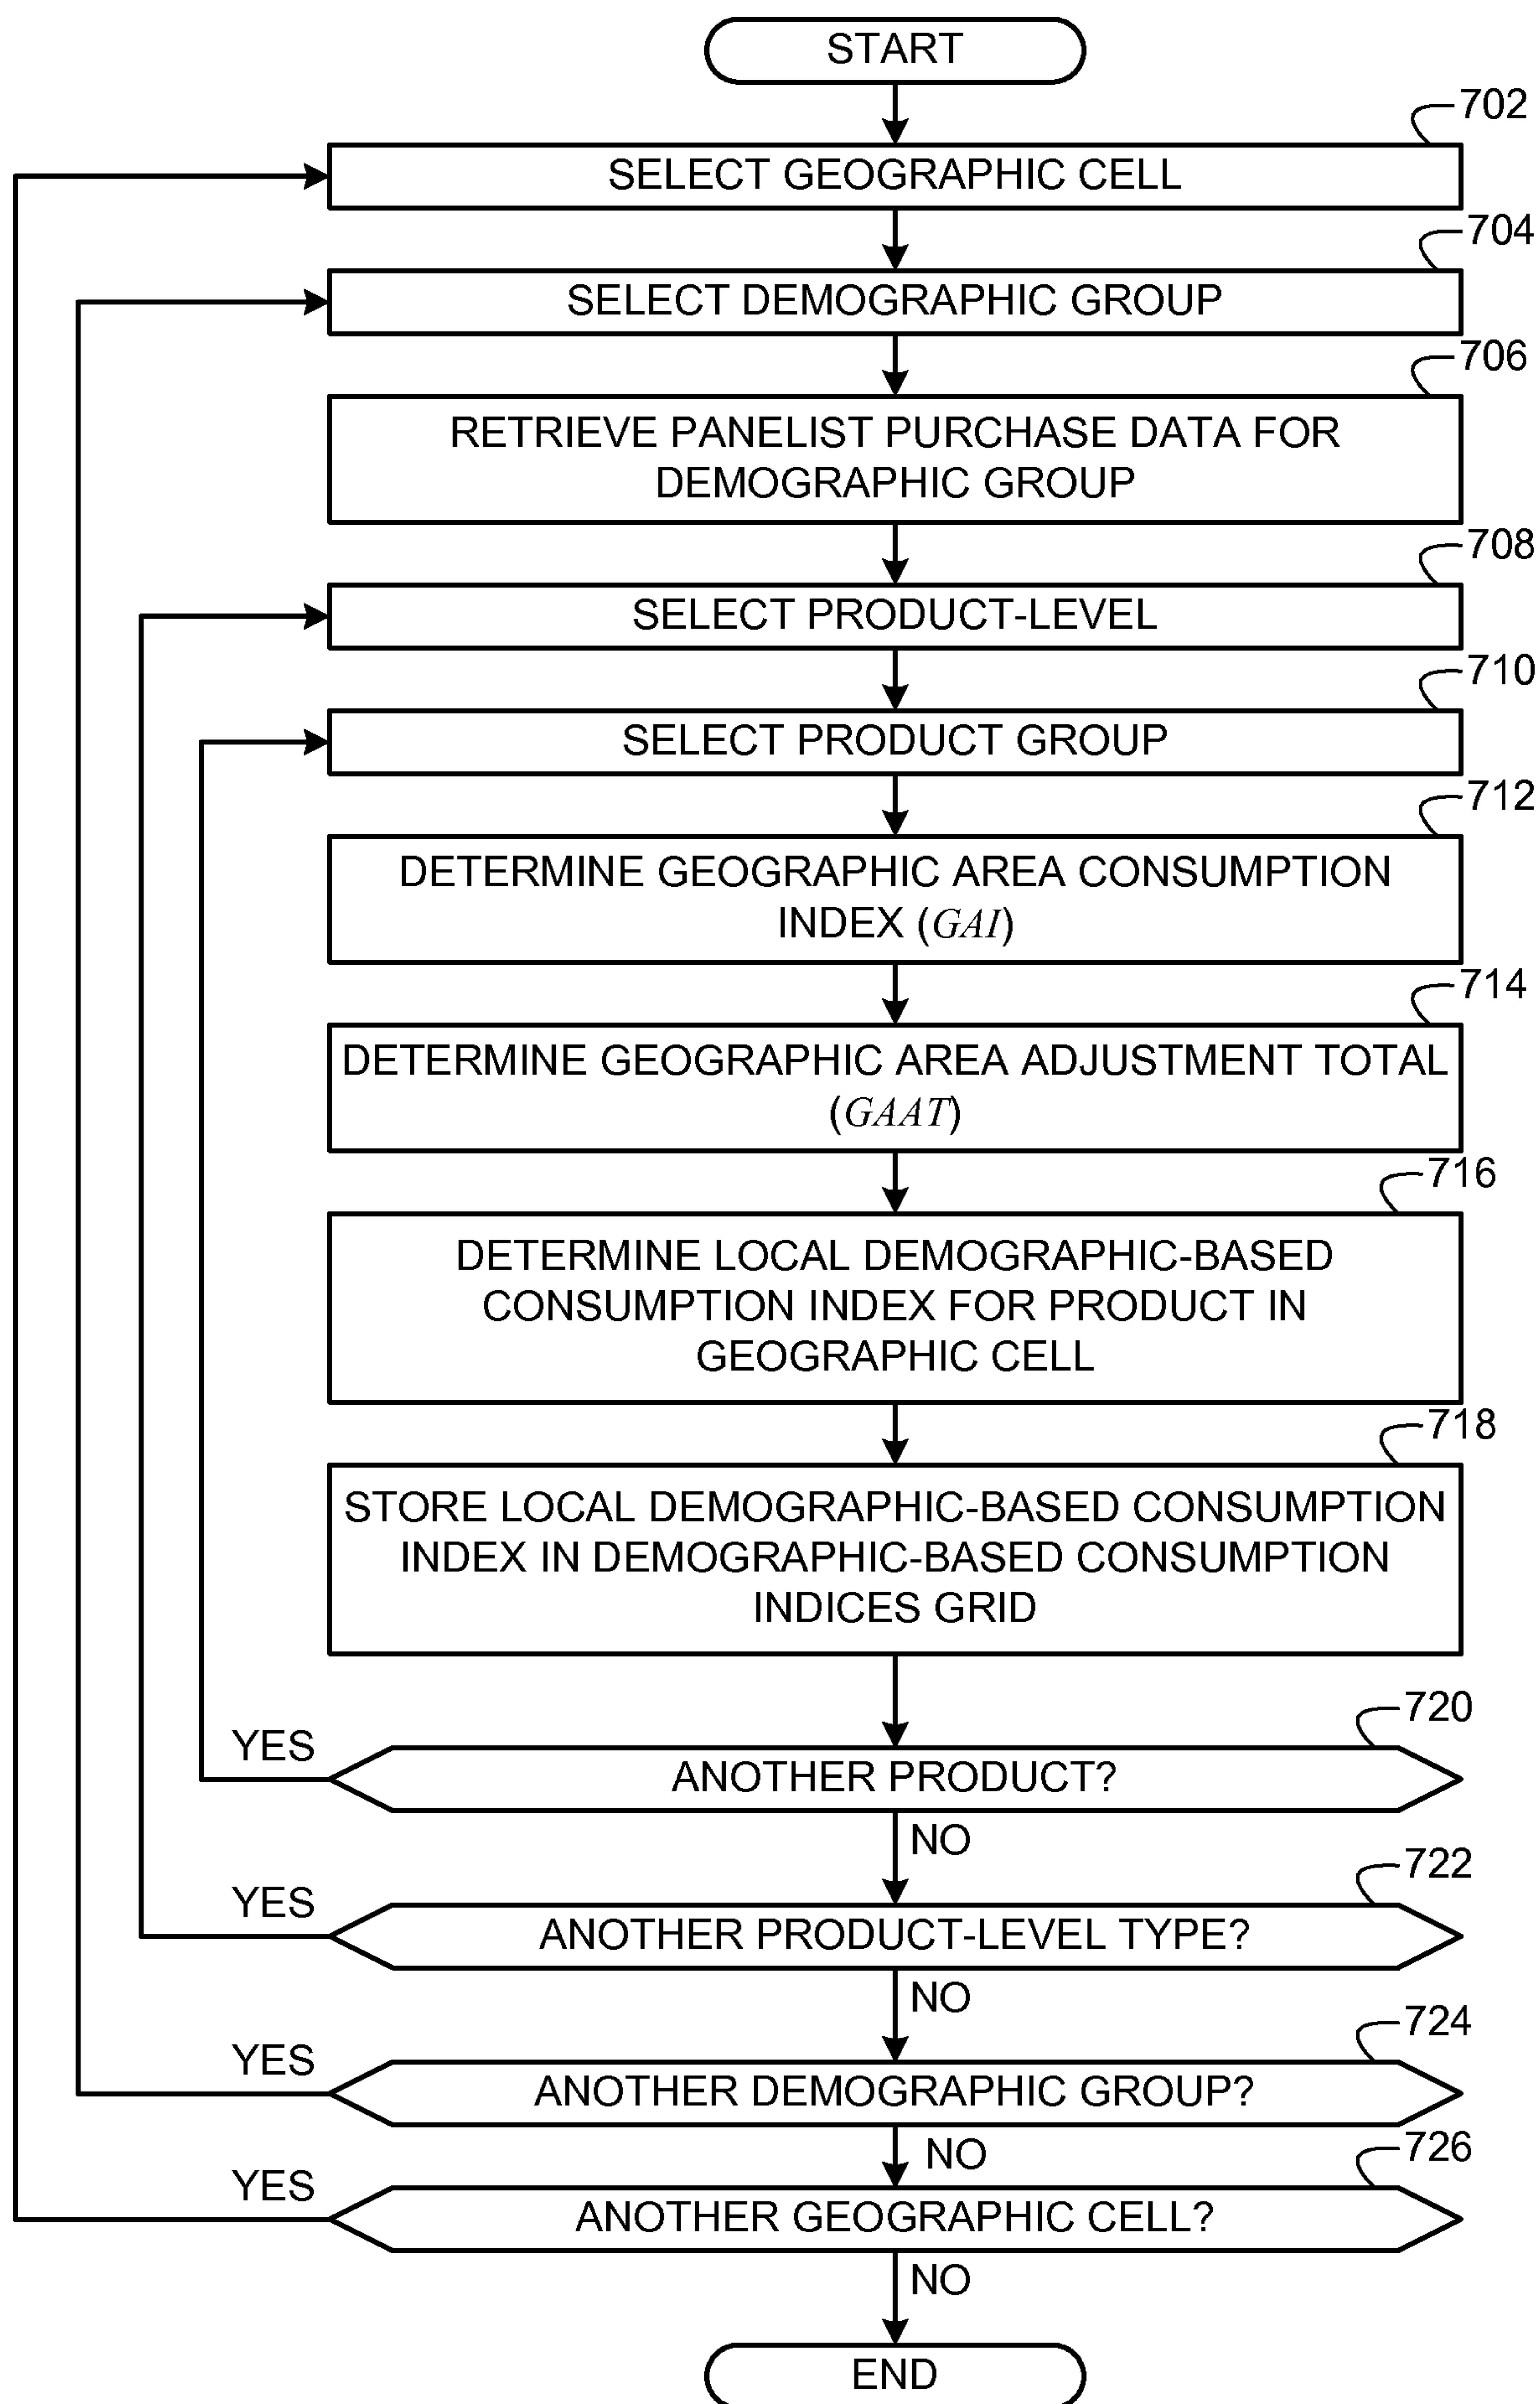 START
702
SELECT GEOGRAPHIC CELL
704
SELECT DEMOGRAPHIC GROUP
706
RETRIEVE PANELIST PURCHASE DATA FOR
DEMOGRAPHIC GROUP
708
SELECT PRODUCT-LEVEL
710
SELECT PRODUCT GROUP
712
DETERMINE GEOGRAPHIC AREA CONSUMPTION
INDEX (GAI)
714
DETERMINE GEOGRAPHIC AREA ADJUSTMENT TOTAL
(GAAT)
716
DETERMINE LOCAL DEMOGRAPHIC-BASED
CONSUMPTION INDEX FOR PRODUCT IN
GEOGRAPHIC CELL
718
STORE LOCAL DEMOGRAPHIC-BASED CONSUMPTION
INDEX IN DEMOGRAPHIC-BASED CONSUMPTION
INDICES GRID
720
YES
ANOTHER PRODUCT?
NO
722
YES
ANOTHER PRODUCT-LEVEL TYPE?
NO
724
YES
ANOTHER DEMOGRAPHIC GROUP?
NO
726
YES
ANOTHER GEOGRAPHIC CELL?
NO
END